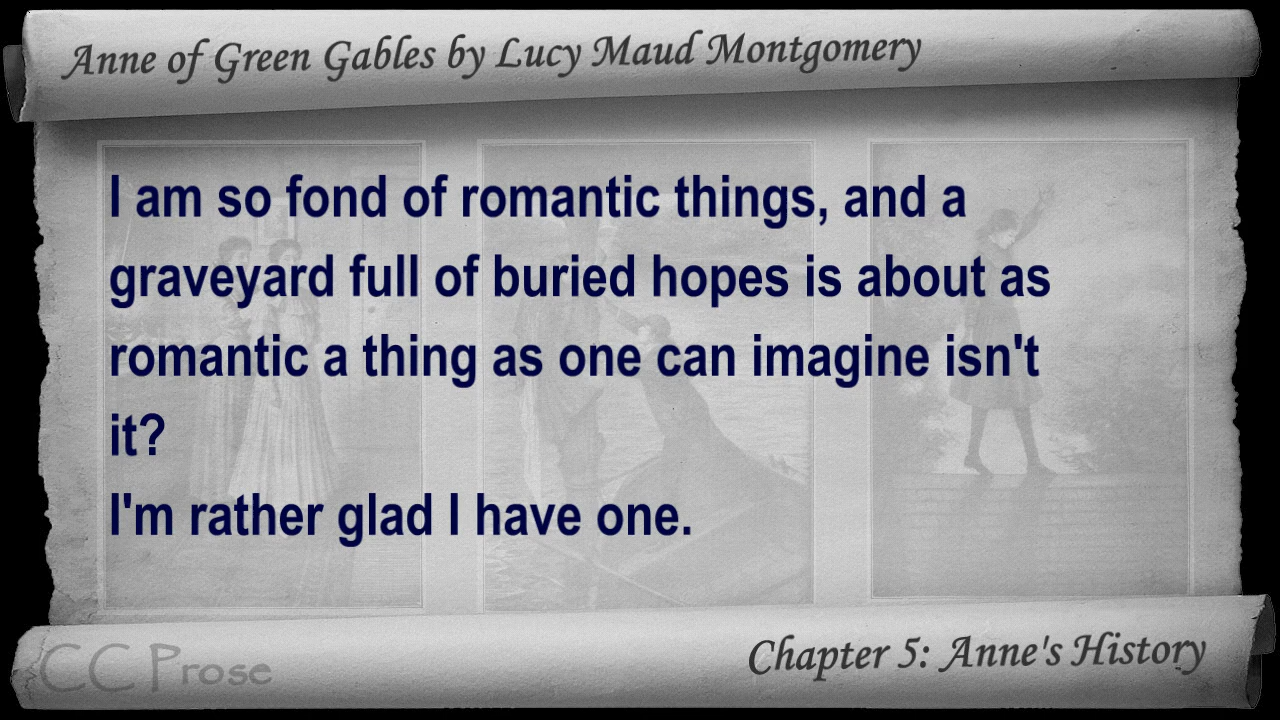 Anne of Green Gables by Lucy Maud Montgomery
I am so fond of romantic things, and a
graveyard full of buried hopes is about as
romantic a thing as one can imagine isn't
it?
I'm rather glad I have one.
CC Prose
Chapter 5: Anne's History